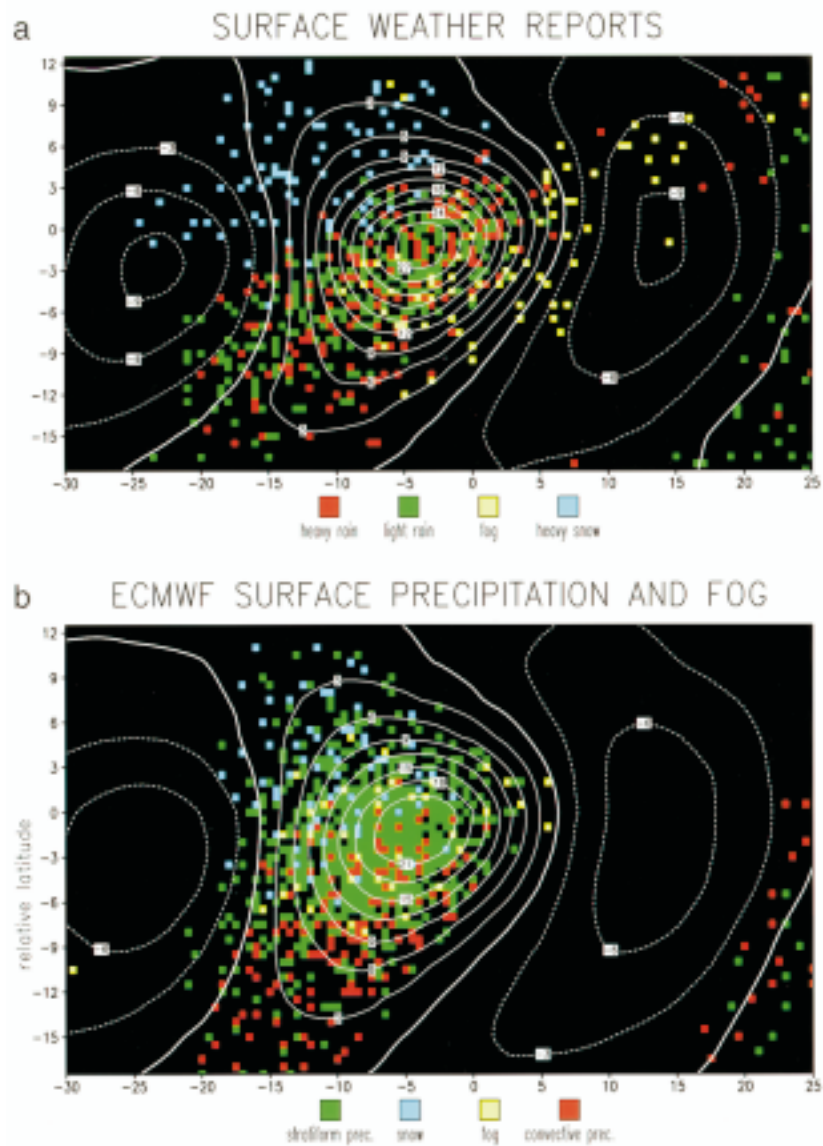 a
SURFACE WEATHER REPORTS
12
9
6
3
0
-3
-6
-9
-12
-15
-30 -25 -20 -15 -10 -5 0 5 10 15 20 25
heavy rain light rain fog heavy snow
b
ECMWF SURFACE PRECIPITATION AND FOG
relative latitude
12
9
6
3
0
-3
-6
-9
-12
-15
-30 -25 -20 -15 -10 -5 0 5 10 15 20 25
stratiform prec. snow fog convective prec.